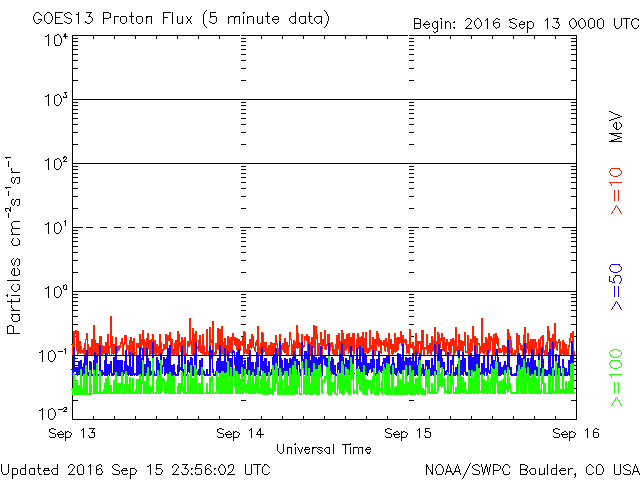 GOES13 Proton Flux (5 minute data)
Begin: 2016 Sep 13 0000 UTC
10⁴
10³
10²
10¹
10⁰
10⁻¹
10⁻²
Particles cm⁻²s⁻¹sr⁻¹
Sep 13
Sep 14
Sep 15
Sep 16
Universal Time
MeV
>=10
>=50
>=100
Updated 2016 Sep 15 23:56:02 UTC
NOAA/SWPC Boulder, CO USA